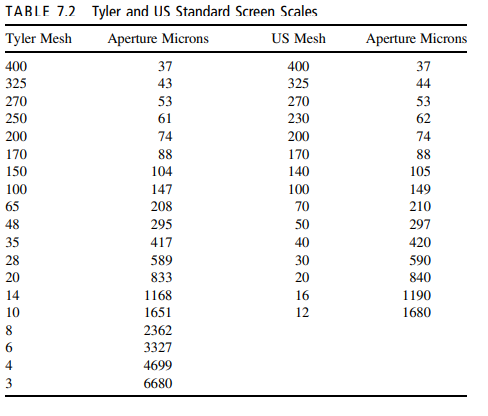 TABLE 7.2 Tyler and US Standard Screen Scales
Tyler Mesh Aperture Microns US Mesh Aperture Microns
400 37 400 37
325 43 325 44
270 53 270 53
250 61 230 62
200 74 200 74
170 88 170 88
150 104 140 105
100 147 100 149
65 208 70 210
48 295 50 297
35 417 40 420
28 589 30 590
20 833 20 840
14 1168 16 1190
10 1651 12 1680
8 2362
6 3327
4 4699
3 6680